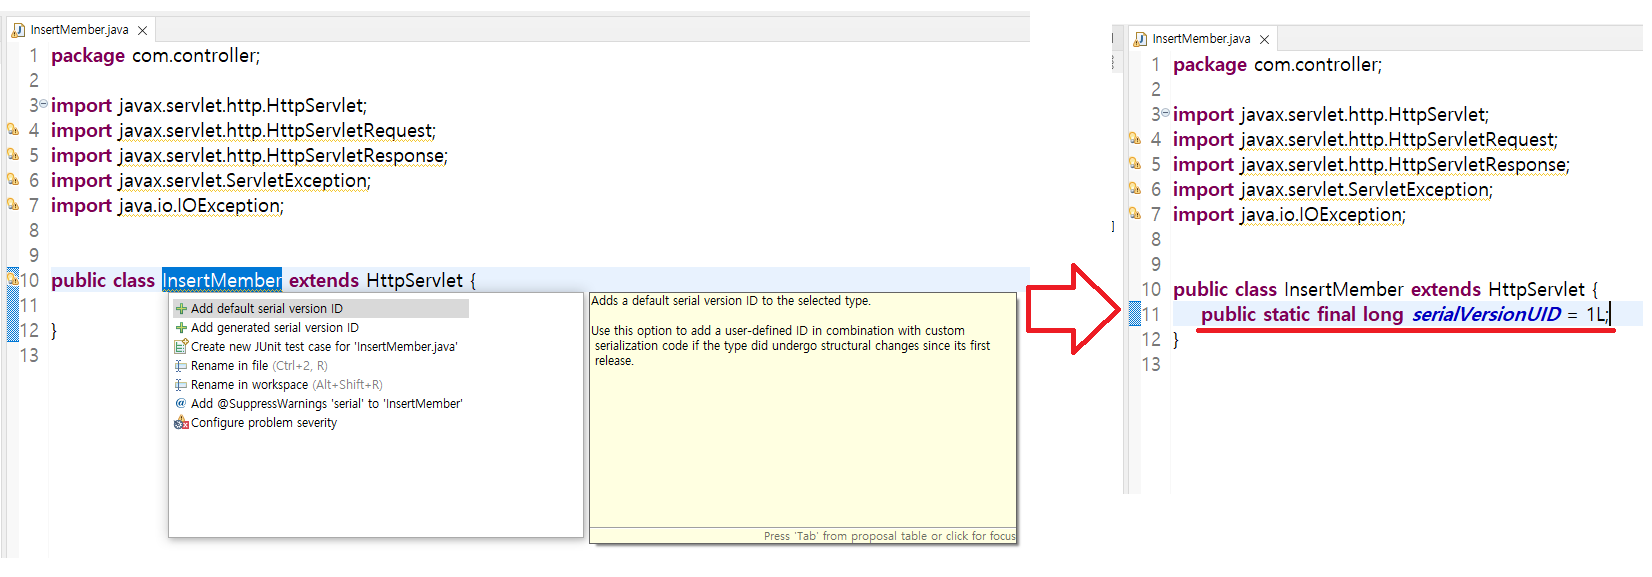 InsertMember.java
1 package com.controller;
2
3 import javax.servlet.http.HttpServlet;
4 import javax.servlet.http.HttpServletRequest;
5 import javax.servlet.http.HttpServletResponse;
6 import javax.servlet.ServletException;
7 import java.io.IOException;
8
9
10 public class InsertMember extends HttpServlet {
11
12 }
13
Add default serial version ID
Add generated serial version ID
Create new JUnit test case for 'InsertMember.java'
Rename in file (Ctrl+2, R)
Rename in workspace (Alt+Shift+R)
Add @SuppressWarnings 'serial' to 'InsertMember'
Configure problem severity
Adds a default serial version ID to the selected type.
Use this option to add a user-defined ID in combination with custom
serialization code if the type did undergo structural changes since its first
release.
Press 'Tab' from proposal table or click for focus
InsertMember.java
1 package com.controller;
2
3 import javax.servlet.http.HttpServlet;
4 import javax.servlet.http.HttpServletRequest;
5 import javax.servlet.http.HttpServletResponse;
6 import javax.servlet.ServletException;
7 import java.io.IOException;
8
9
10 public class InsertMember extends HttpServlet {
11 public static final long serialVersionUID = 1L;
12 }
13